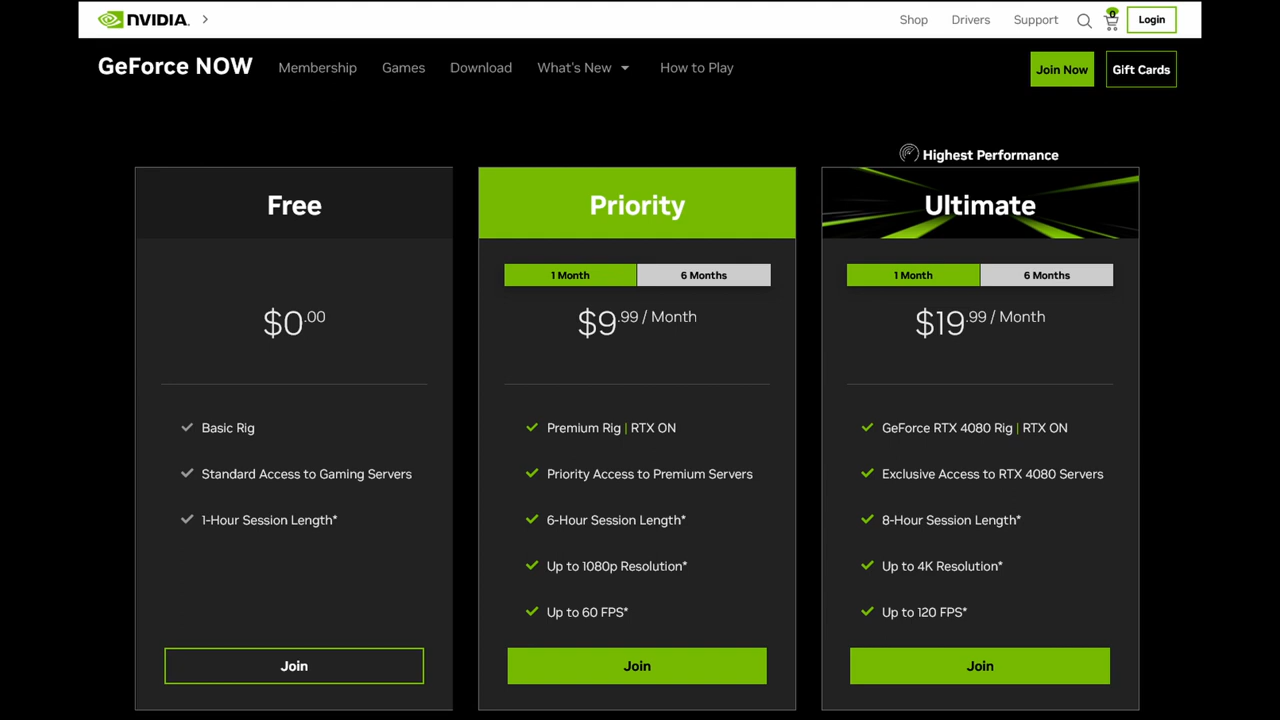 NVIDIA.
Shop Drivers Support 0 Login
GeForce NOW Membership Games Download What's New How to Play Join Now Gift Cards
Highest Performance
Free
$0.00
Basic Rig
Standard Access to Gaming Servers
1-Hour Session Length*
Join
Priority
1 Month 6 Months
$9.99 / Month
Premium Rig | RTX ON
Priority Access to Premium Servers
6-Hour Session Length*
Up to 1080p Resolution*
Up to 60 FPS*
Join
Ultimate
1 Month 6 Months
$19.99 / Month
GeForce RTX 4080 Rig | RTX ON
Exclusive Access to RTX 4080 Servers
8-Hour Session Length*
Up to 4K Resolution*
Up to 120 FPS*
Join